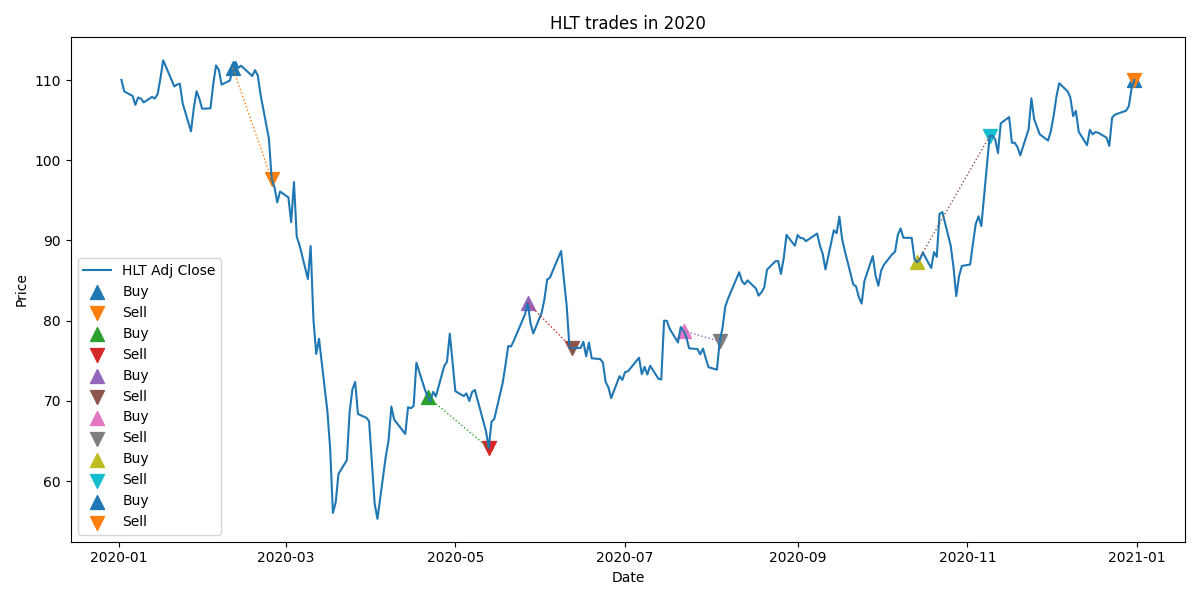 HLT trades in 2020
110
100
90
80
70
60
Price
HLT Adj Close
Buy
Sell
Buy
Sell
Buy
Sell
Buy
Sell
Buy
Sell
Buy
Sell
2020-01
2020-03
2020-05
2020-07
2020-09
2020-11
2021-01
Date